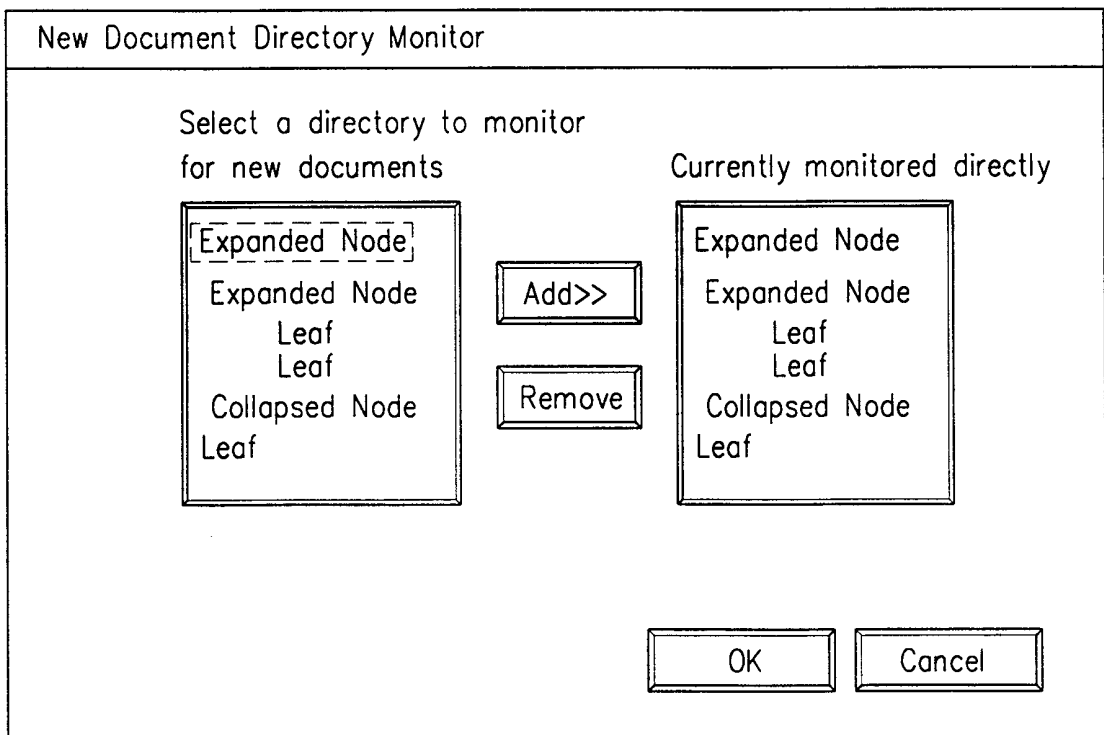 New Document Directory Monitor
Select a directory to monitor
for new documents
Currently monitored directly
Expanded Node
Expanded Node
Leaf
Leaf
Collapsed Node
Leaf
Add>>
Remove
Expanded Node
Expanded Node
Leaf
Leaf
Collapsed Node
Leaf
OK
Cancel